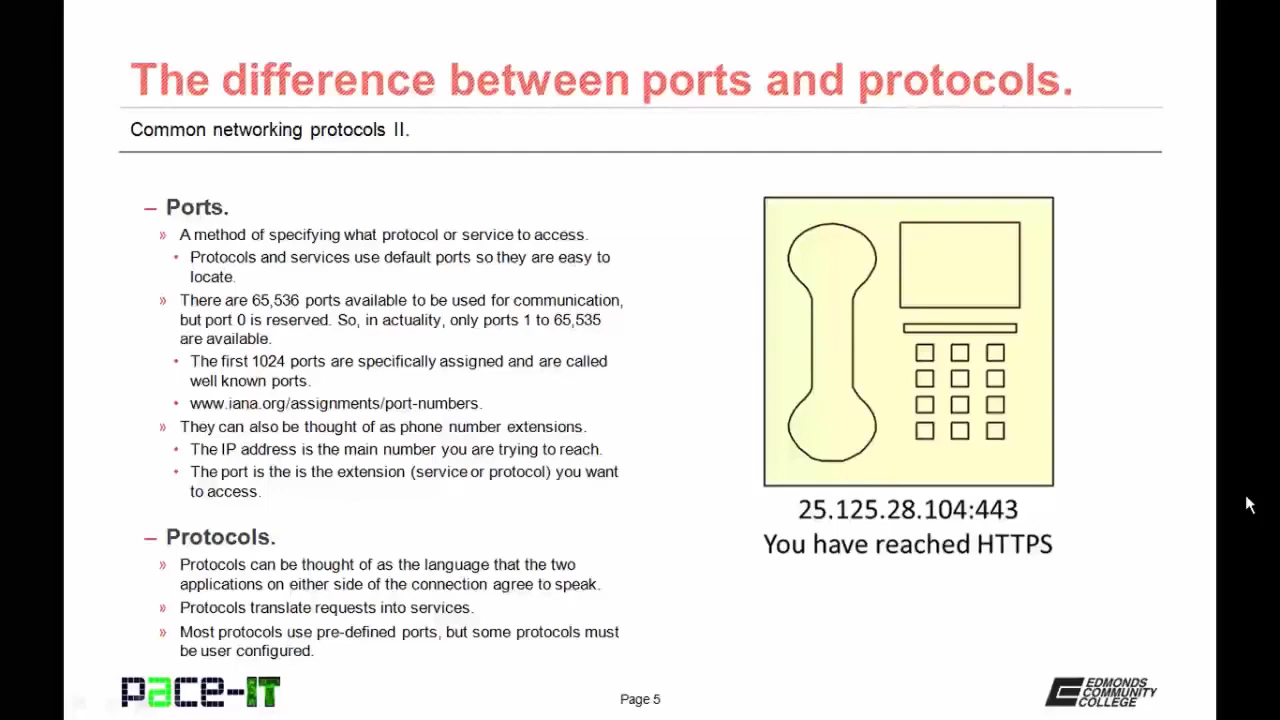 The difference between ports and protocols.
Common networking protocols II.
– Ports.
» A method of specifying what protocol or service to access.
• Protocols and services use default ports so they are easy to
locate.
» There are 65,536 ports available to be used for communication,
but port 0 is reserved. So, in actuality, only ports 1 to 65,535
are available.
• The first 1024 ports are specifically assigned and are called
well known ports.
• www.iana.org/assignments/port-numbers.
» They can also be thought of as phone number extensions.
• The IP address is the main number you are trying to reach.
• The port is the is the extension (service or protocol) you want
to access.
– Protocols.
» Protocols can be thought of as the language that the two
applications on either side of the connection agree to speak.
» Protocols translate requests into services.
» Most protocols use pre-defined ports, but some protocols must
be user configured.
25.125.28.104:443
You have reached HTTPS
pace-IT
Page 5
EDMONDS
COMMUNITY
COLLEGE